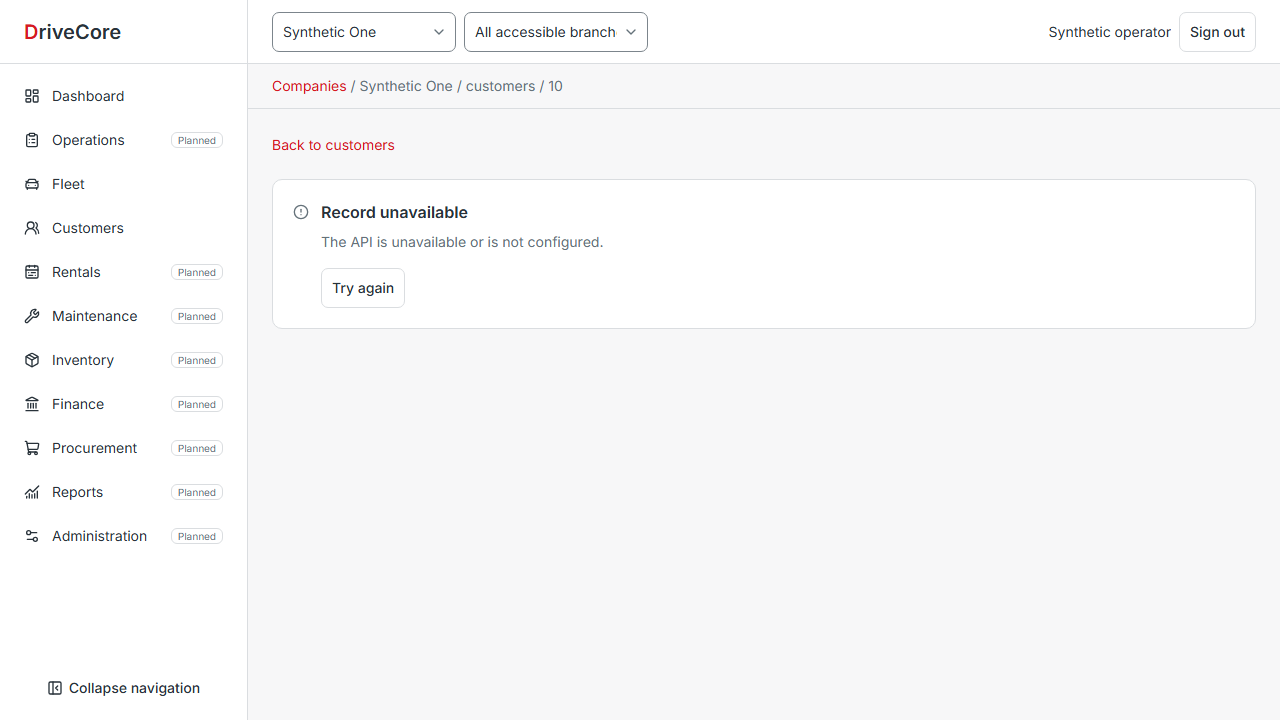 DriveCore
Synthetic One
All accessible branch
Synthetic operator
Sign out
Companies / Synthetic One / customers / 10
Dashboard
Operations Planned
Fleet
Customers
Rentals Planned
Maintenance Planned
Inventory Planned
Finance Planned
Procurement Planned
Reports Planned
Administration Planned
Collapse navigation
Back to customers
Record unavailable
The API is unavailable or is not configured.
Try again